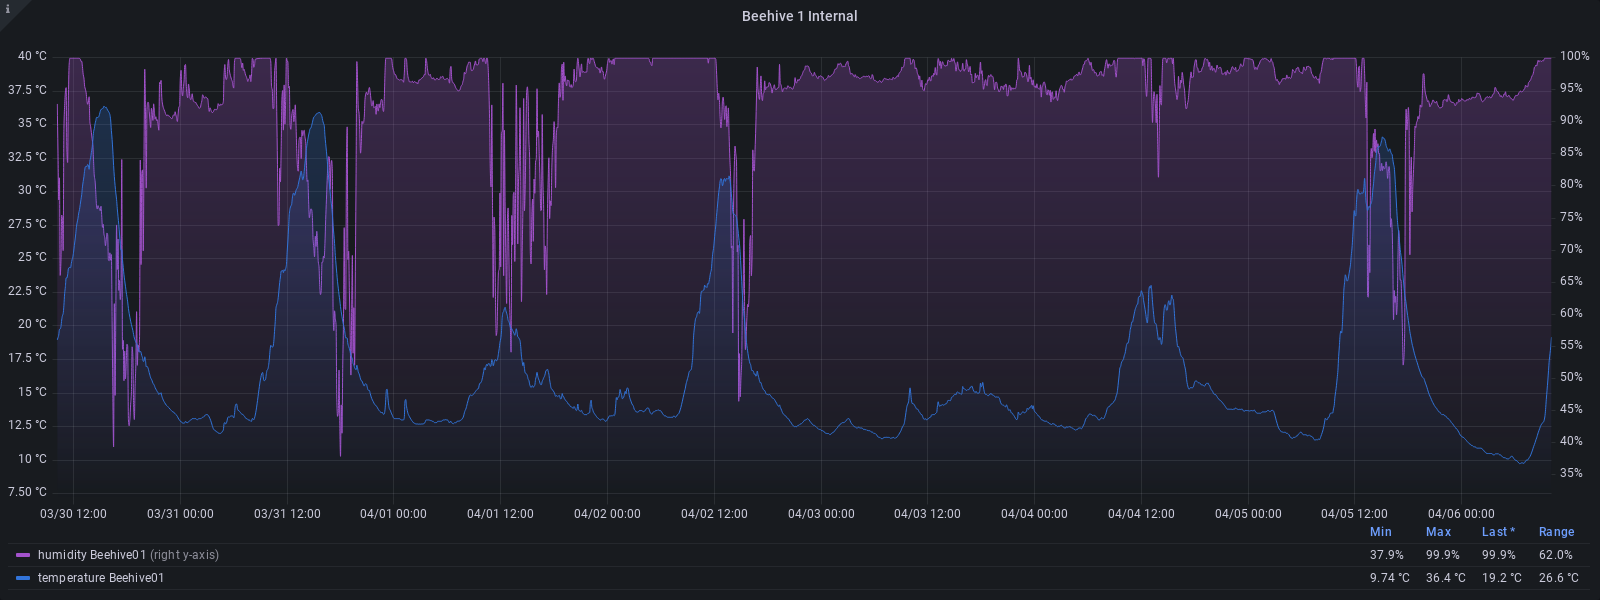 i
Beehive 1 Internal
40 °C 100%
37.5 °C 95%
35 °C 90%
32.5 °C 85%
30 °C 80%
27.5 °C 75%
25 °C 70%
22.5 °C 65%
20 °C 60%
17.5 °C 55%
15 °C 50%
12.5 °C 45%
10 °C 40%
7.50 °C 35%
03/30 12:00 03/31 00:00 03/31 12:00 04/01 00:00 04/01 12:00 04/02 00:00 04/02 12:00 04/03 00:00 04/03 12:00 04/04 00:00 04/04 12:00 04/05 00:00 04/05 12:00 04/06 00:00
Min Max Last * Range
humidity Beehive01 (right y-axis) 37.9% 99.9% 99.9% 62.0%
temperature Beehive01 9.74 °C 36.4 °C 19.2 °C 26.6 °C